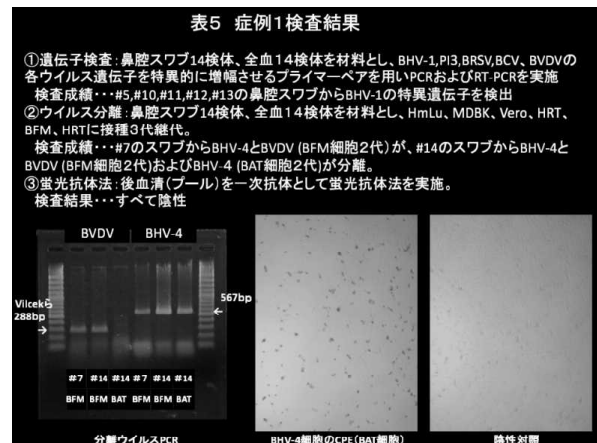 表5 症例1検査結果
①遺伝子検査:鼻腔スワブ14検体、全血14検体を材料とし、BHV-1,PI3,BRSV,BCV、BVDVの
各ウイルス遺伝子を特異的に増幅させるプライマーペアを用いPCRおよびRT-PCRを実施
検査成績・・・#5,#10,#11,#12,#13の鼻腔スワブからBHV-1の特異遺伝子を検出
②ウイルス分離:鼻腔スワブ14検体、全血14検体を材料とし、HmLu、MDBK、Vero、HRT、
BFM、HRTに接種3代継代。
検査成績・・・#7のスワブからBHV-4とBVDV(BFM細胞2代)が、#14のスワブからBHV-4と
BVDV (BFM細胞2代)およびBHV-4 (BAT細胞2代)が分離。
③蛍光抗体法:後血清(プール)を一次抗体として蛍光抗体法を実施。
検査結果・・・すべて陰性
BVDV BHV-4
Vilcekら
288bp
→
567bp
←
#7 #14 #14 #7 #14 #14
BFM BFM BAT BFM BFM BAT
分離ウイルスPCR BHV-4細胞のCPE(BAT細胞) 陰性対照